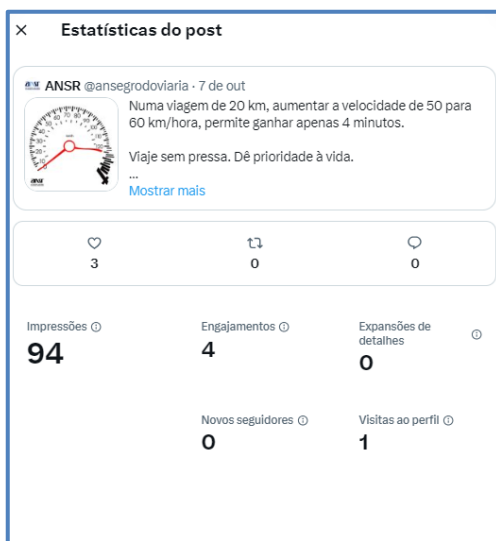 Estatísticas do post
ANSR @ansegrodoviaria · 7 de out
Numa viagem de 20 km, aumentar a velocidade de 50 para
60 km/hora, permite ganhar apenas 4 minutos.
Viaje sem pressa. Dê prioridade à vida.
...
Mostrar mais
3
0
0
Impressões
94
Engajamentos
4
Expansões de
detalhes
0
Novos seguidores
0
Visitas ao perfil
1